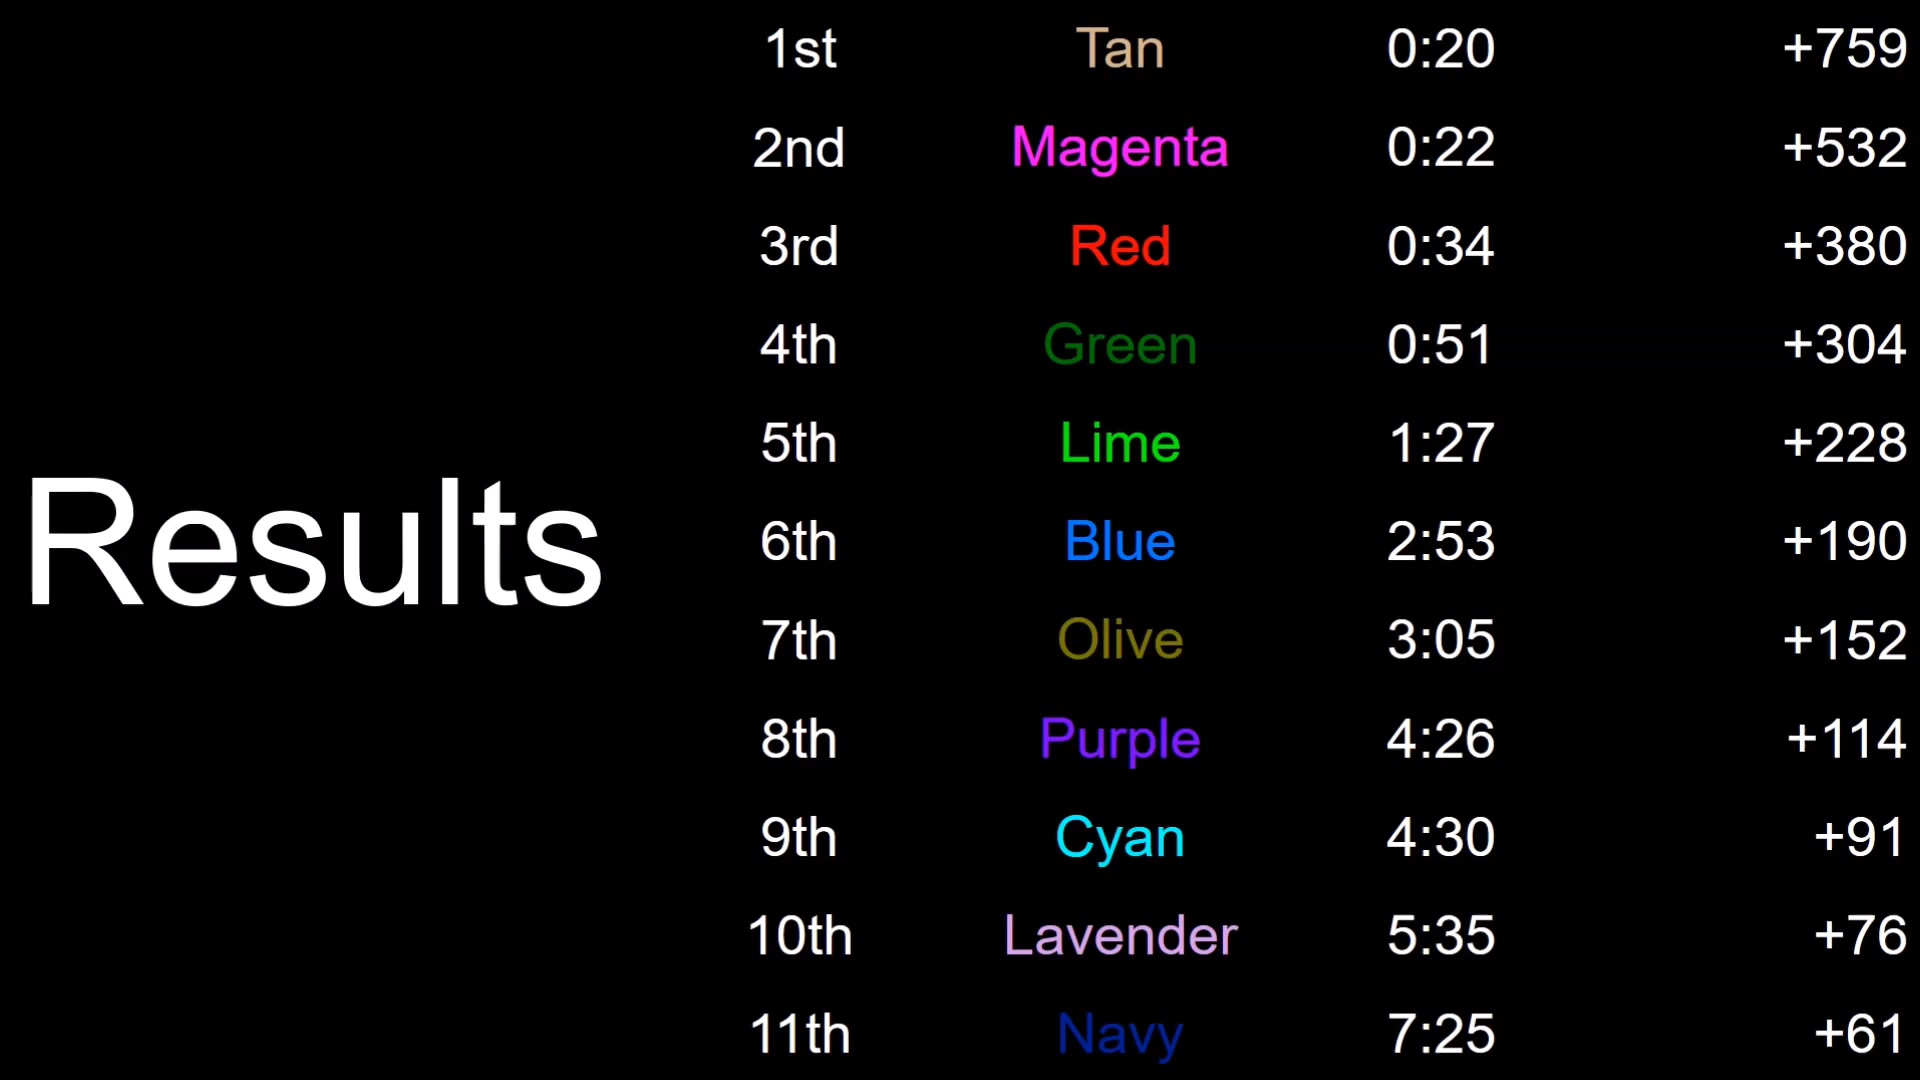 Results
1st Tan 0:20 +759
2nd Magenta 0:22 +532
3rd Red 0:34 +380
4th Green 0:51 +304
5th Lime 1:27 +228
6th Blue 2:53 +190
7th Olive 3:05 +152
8th Purple 4:26 +114
9th Cyan 4:30 +91
10th Lavender 5:35 +76
11th Navy 7:25 +61